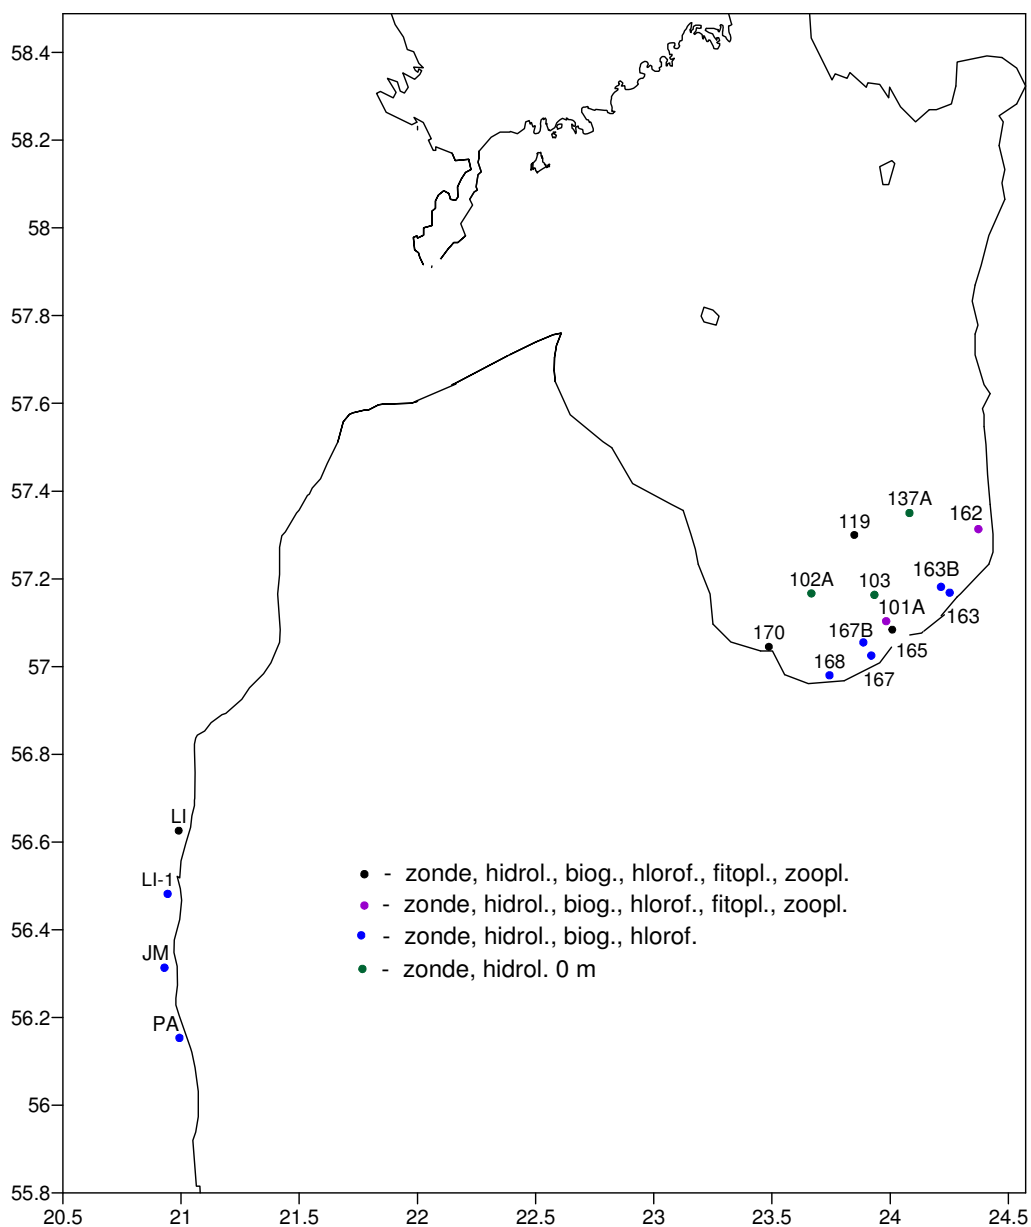 58.4
58.2
58
57.8
57.6
57.4
137A
119
162
57.2
102A
103
163B
101A
163
170
167B
165
57
168
167
56.8
LI
56.6
LI-1
- zonde, hidrol., biog., hlorof., fitopl., zoopl.
- zonde, hidrol., biog., hlorof., fitopl., zoopl.
56.4
- zonde, hidrol., biog., hlorof.
JM
- zonde, hidrol. 0 m
56.2
PA
56
55.8
20.5 21 21.5 22 22.5 23 23.5 24 24.5